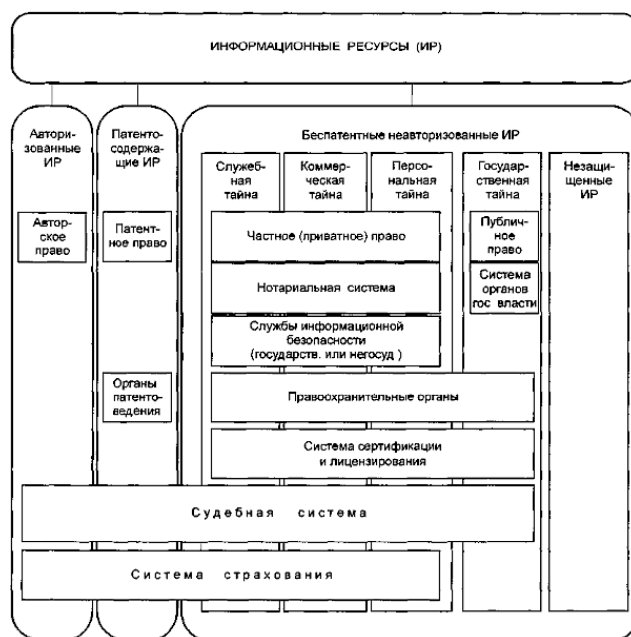 ИНФОРМАЦИОННЫЕ РЕСУРСЫ (ИР)
Автори-
зованные
ИР
Патенто-
содержа-
щие ИР
Беспатентные неавторизованные ИР
Служеб-
ная
тайна
Коммер-
ческая
тайна
Персо-
нальная
тайна
Государ-
ственная
тайна
Незащи-
щенные
ИР
Автор-
ское
право
Патент-
ное право
Частное (приватное) право
Публич-
ное
право
Нотариальная система
Система
органов
гос власти
Службы информационной
безопасности
(государств. или негосуд )
Органы
патенто-
ведения
Правоохранительные органы
Система сертификации
и лицензирования
Судебная система
Система страхования